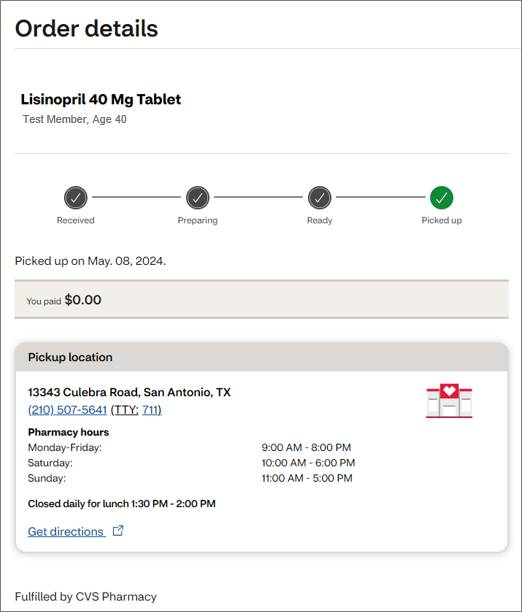 Order details
Lisinopril 40 Mg Tablet
Test Member, Age 40
Received Preparing Ready Picked up
Picked up on May. 08, 2024.
You paid $0.00
Pickup location
13343 Culebra Road, San Antonio, TX
(210) 507-5641 (TTY: 711)
Pharmacy hours
Monday-Friday: 9:00 AM - 8:00 PM
Saturday: 10:00 AM - 6:00 PM
Sunday: 11:00 AM - 5:00 PM
Closed daily for lunch 1:30 PM - 2:00 PM
Get directions
Fulfilled by CVS Pharmacy